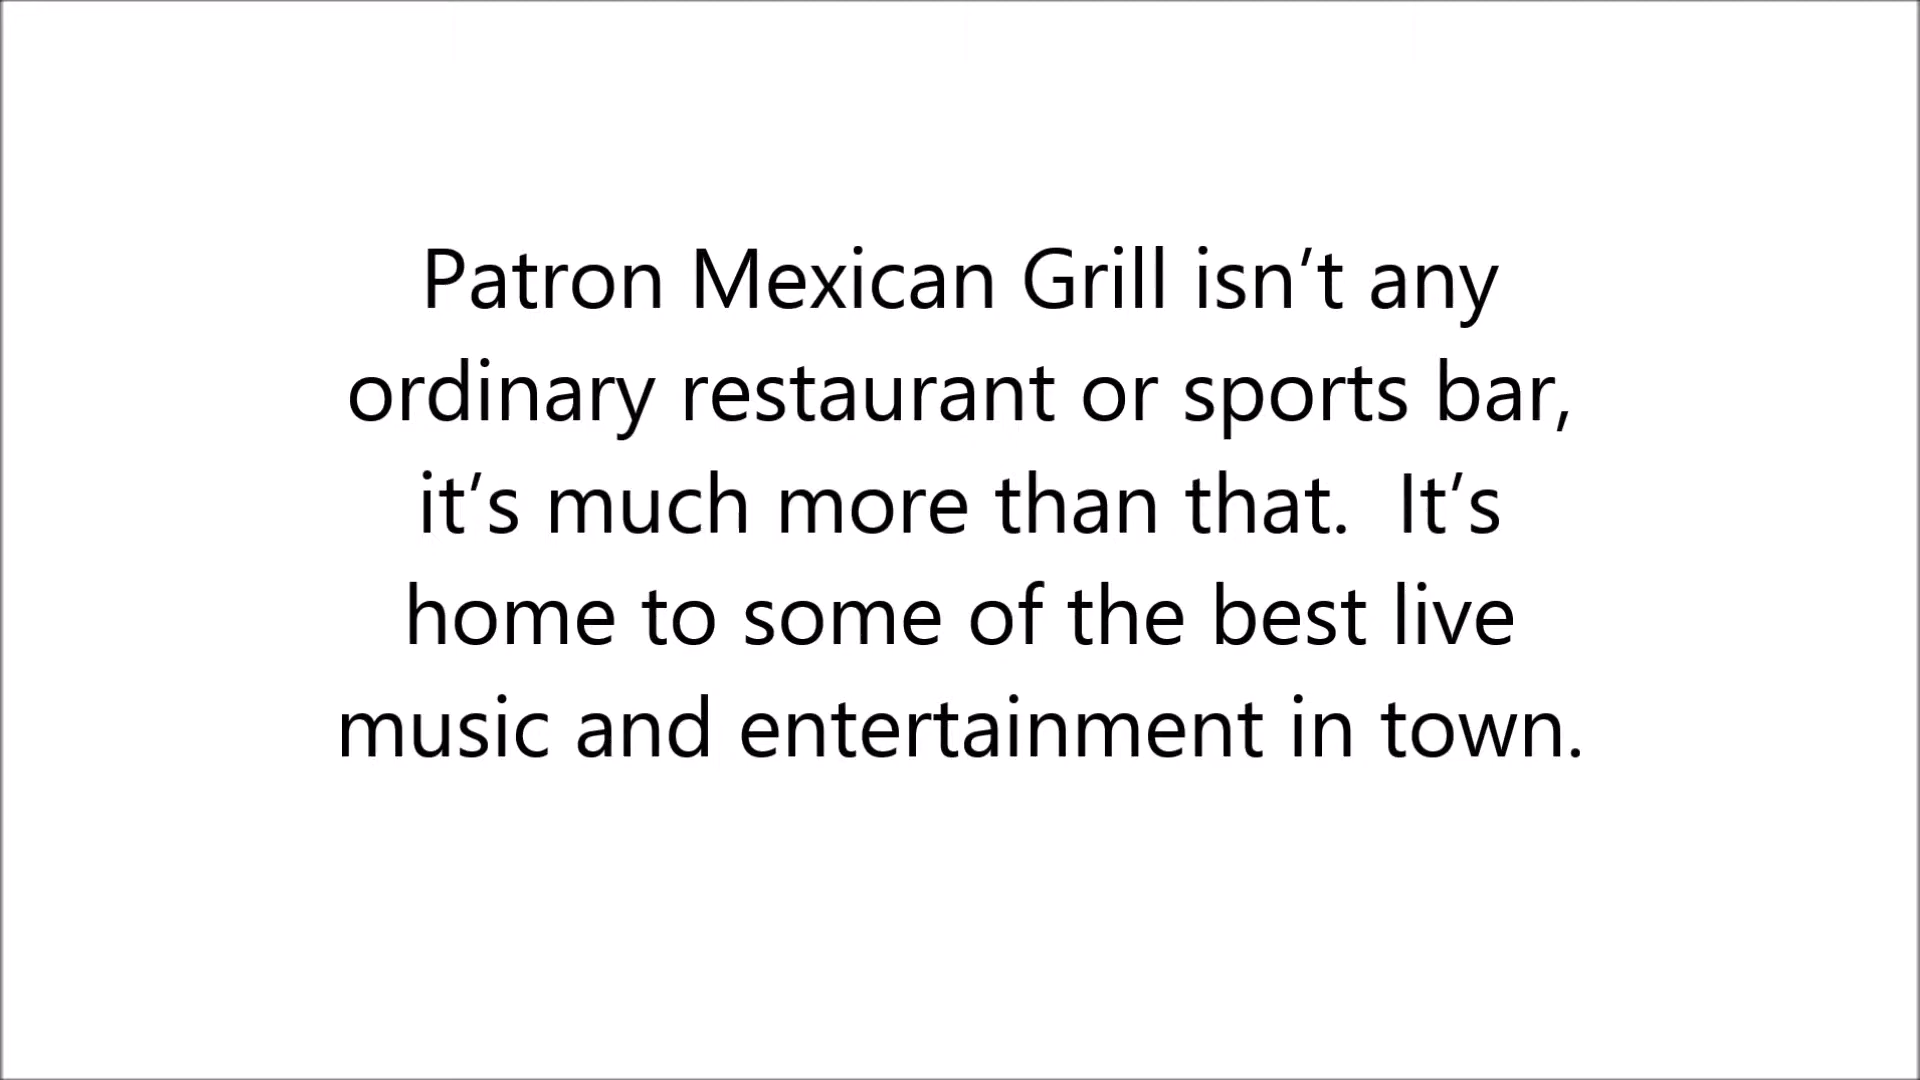 Patron Mexican Grill isn’t any
ordinary restaurant or sports bar,
it’s much more than that.  It’s
home to some of the best live
music and entertainment in town.